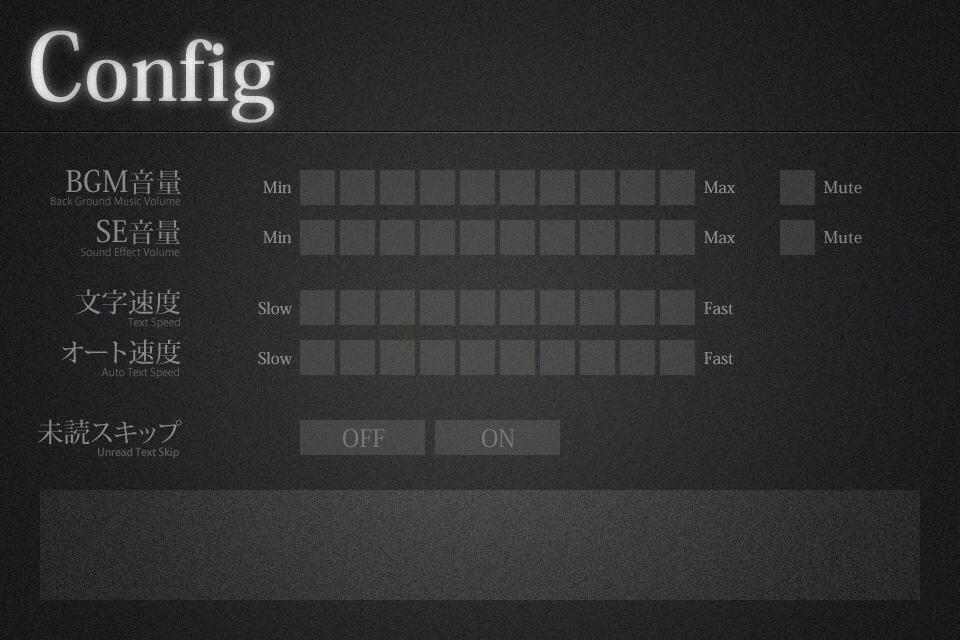 Config
BGM音量
Back Ground Music Volume
Min Max Mute
SE音量
Sound Effect Volume
Min Max Mute
文字速度
Text Speed
Slow Fast
オート速度
Auto Text Speed
Slow Fast
未読スキップ
Unread Text Skip
OFF ON